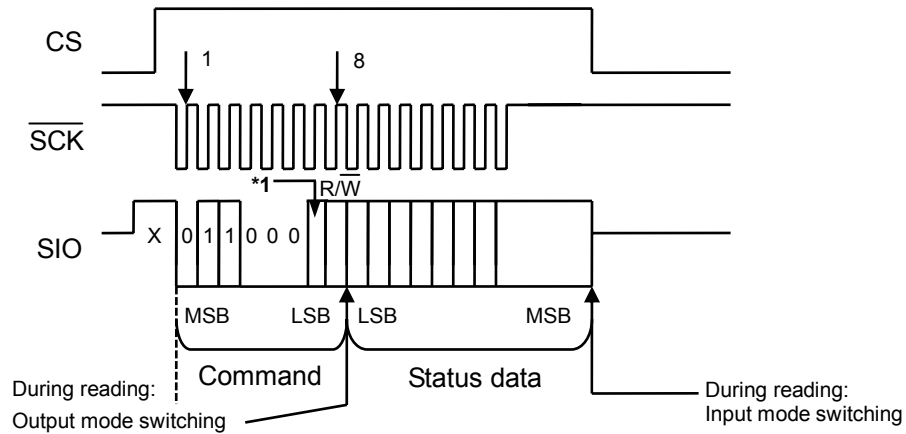 CS
1
8
SCK
*1
R/W
SIO
X 0 1 1 0 0 0
MSB LSB LSB MSB
Command Status data
During reading:
Output mode switching
During reading:
Input mode switching